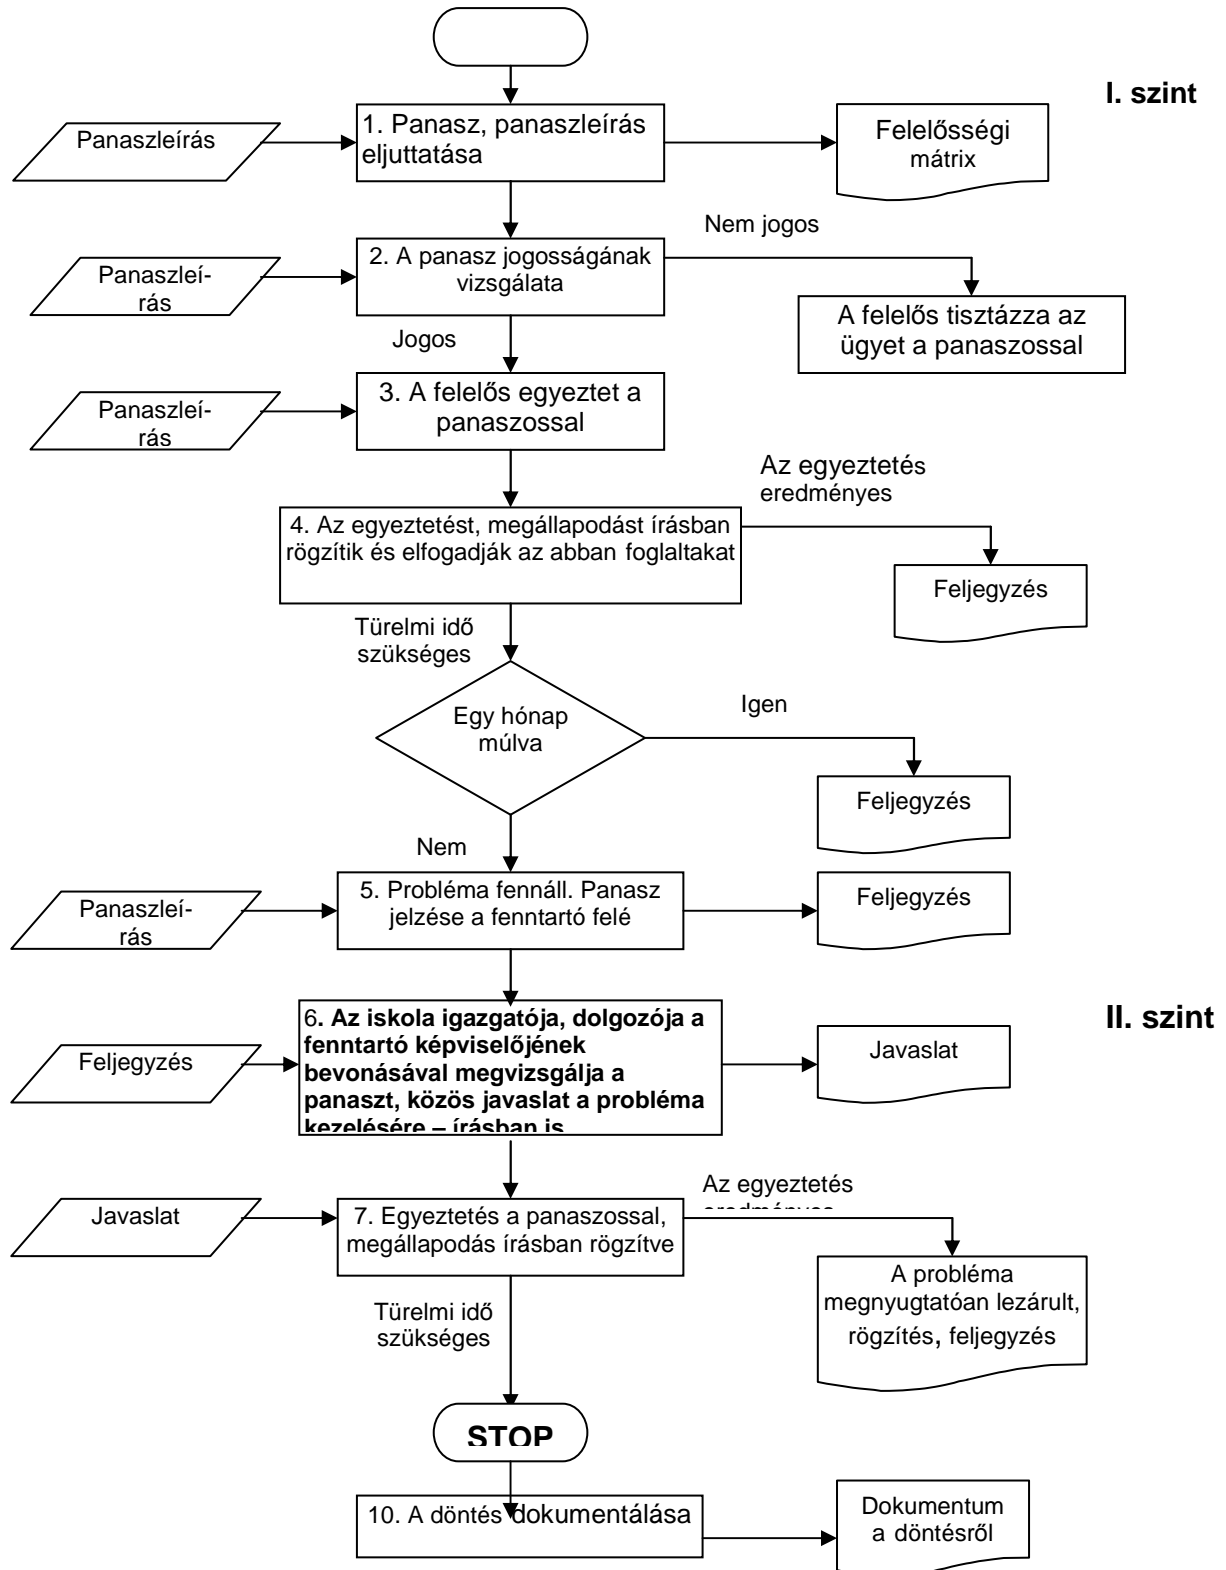 I. szint
Panaszleírás
1. Panasz, panaszleírás
eljuttatása
Felelősségi
mátrix
Nem jogos
Panaszleí-
rás
2. A panasz jogosságának
vizsgálata
A felelős tisztázza az
ügyet a panaszossal
Jogos
Panaszleí-
rás
3. A felelős egyeztet a
panaszossal
Az egyeztetés
eredményes
4. Az egyeztetést, megállapodást írásban
rögzítik és elfogadják az abban foglaltakat
Feljegyzés
Türelmi idő
szükséges
Egy hónap
múlva
Igen
Feljegyzés
Nem
Panaszleí-
rás
5. Probléma fennáll. Panasz
jelzése a fenntartó felé
Feljegyzés
II. szint
Feljegyzés
6. Az iskola igazgatója, dolgozója a
fenntartó képviselőjének
bevonásával megvizsgálja a
panaszt, közös javaslat a probléma
kezelésére – írásban is
Javaslat
Javaslat
7. Egyeztetés a panaszossal,
megállapodás írásban rögzítve
Az egyeztetés
eredményes
A probléma
megnyugtatóan lezárult,
rögzítés, feljegyzés
Türelmi idő
szükséges
STOP
10. A döntés dokumentálása
Dokumentum
a döntésről